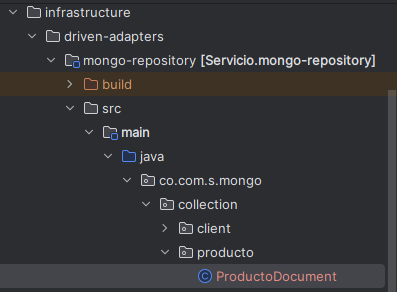 infrastructure
driven-adapters
mongo-repository [Servicio.mongo-repository]
build
src
main
java
co.com.s.mongo
collection
client
producto
ProductoDocument